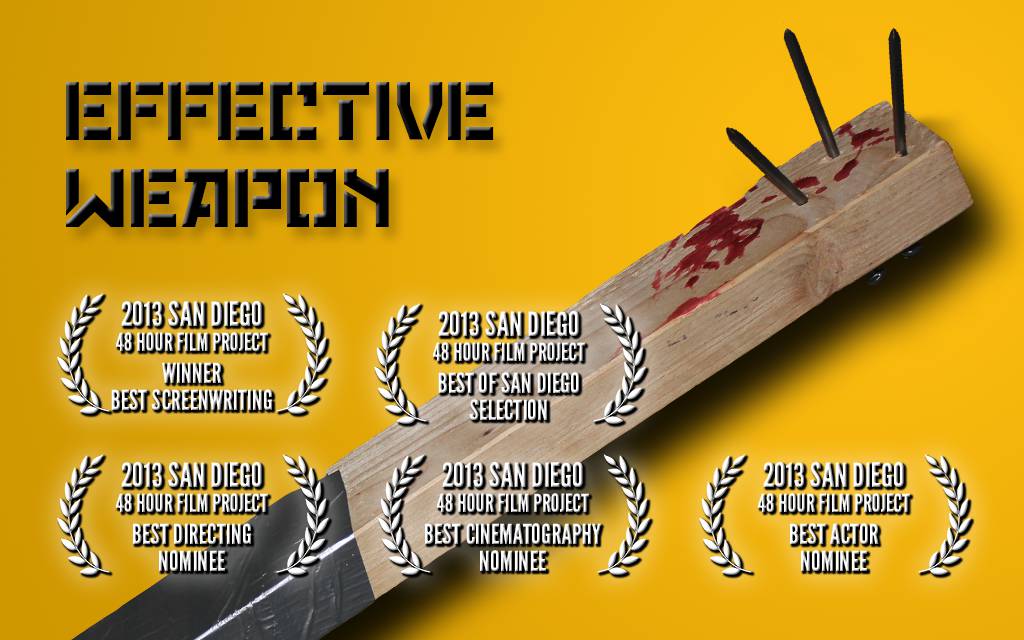 EFFECTIVE
WEAPON
2013 SAN DIEGO
48 HOUR FILM PROJECT
WINNER
BEST SCREENWRITING
2013 SAN DIEGO
48 HOUR FILM PROJECT
BEST OF SAN DIEGO
SELECTION
2013 SAN DIEGO
48 HOUR FILM PROJECT
BEST DIRECTING
NOMINEE
2013 SAN DIEGO
48 HOUR FILM PROJECT
BEST CINEMATOGRAPHY
NOMINEE
2013 SAN DIEGO
48 HOUR FILM PROJECT
BEST ACTOR
NOMINEE